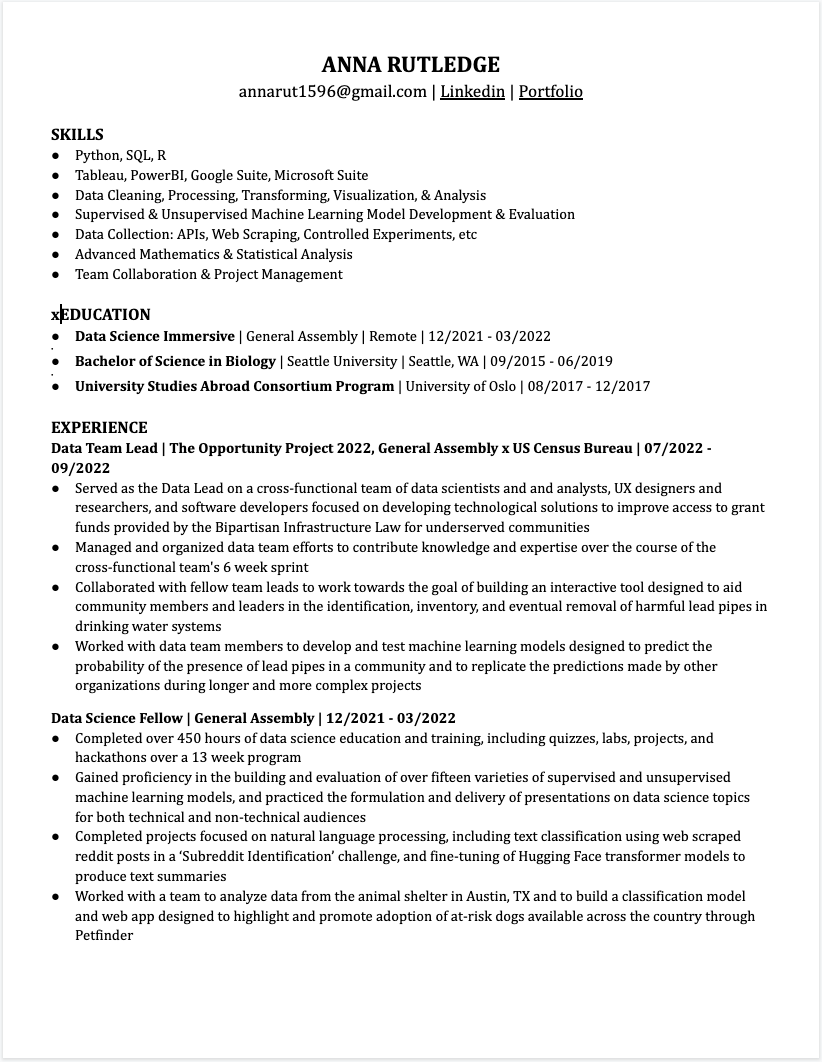 ANNA RUTLEDGE
annarut1596@gmail.com | Linkedin | Portfolio
SKILLS
● Python, SQL, R
● Tableau, PowerBI, Google Suite, Microsoft Suite
● Data Cleaning, Processing, Transforming, Visualization, & Analysis
● Supervised & Unsupervised Machine Learning Model Development & Evaluation
● Data Collection: APIs, Web Scraping, Controlled Experiments, etc
● Advanced Mathematics & Statistical Analysis
● Team Collaboration & Project Management
xEDUCATION
● Data Science Immersive | General Assembly | Remote | 12/2021 - 03/2022
● Bachelor of Science in Biology | Seattle University | Seattle, WA | 09/2015 - 06/2019
● University Studies Abroad Consortium Program | University of Oslo | 08/2017 - 12/2017
EXPERIENCE
Data Team Lead | The Opportunity Project 2022, General Assembly x US Census Bureau | 07/2022 -
09/2022
● Served as the Data Lead on a cross-functional team of data scientists and and analysts, UX designers and
researchers, and software developers focused on developing technological solutions to improve access to grant
funds provided by the Bipartisan Infrastructure Law for underserved communities
● Managed and organized data team efforts to contribute knowledge and expertise over the course of the
cross-functional team's 6 week sprint
● Collaborated with fellow team leads to work towards the goal of building an interactive tool designed to aid
community members and leaders in the identification, inventory, and eventual removal of harmful lead pipes in
drinking water systems
● Worked with data team members to develop and test machine learning models designed to predict the
probability of the presence of lead pipes in a community and to replicate the predictions made by other
organizations during longer and more complex projects
Data Science Fellow | General Assembly | 12/2021 - 03/2022
● Completed over 450 hours of data science education and training, including quizzes, labs, projects, and
hackathons over a 13 week program
● Gained proficiency in the building and evaluation of over fifteen varieties of supervised and unsupervised
machine learning models, and practiced the formulation and delivery of presentations on data science topics
for both technical and non-technical audiences
● Completed projects focused on natural language processing, including text classification using web scraped
reddit posts in a ‘Subreddit Identification’ challenge, and fine-tuning of Hugging Face transformer models to
produce text summaries
● Worked with a team to analyze data from the animal shelter in Austin, TX and to build a classification model
and web app designed to highlight and promote adoption of at-risk dogs available across the country through
Petfinder